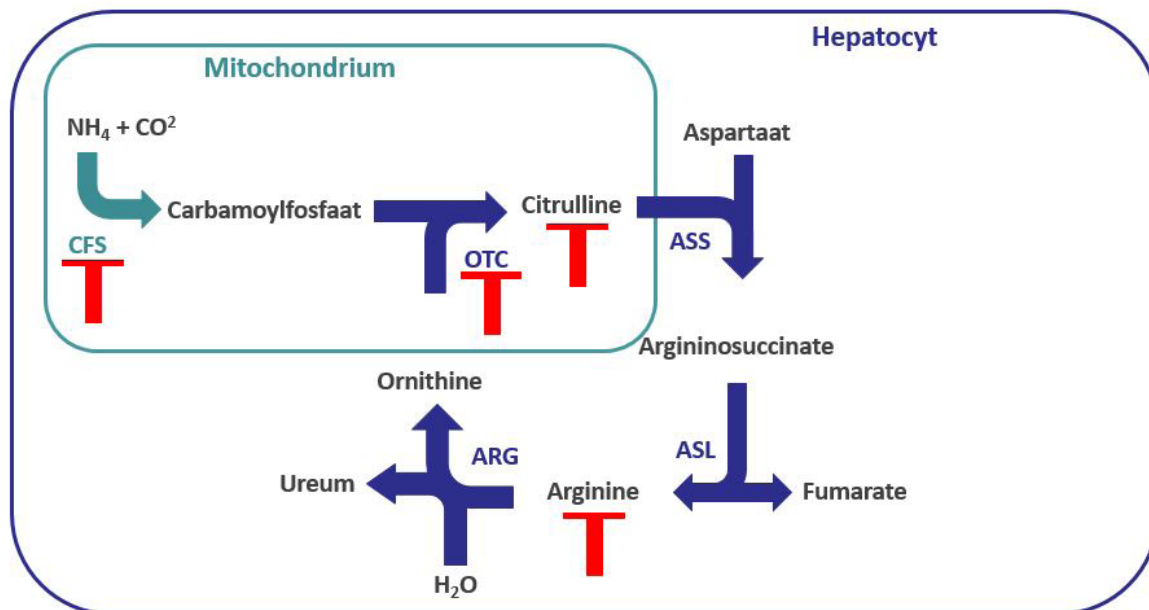 Hepatocyt
Mitochondrium
NH₄ + CO²
Aspartaat
Carbamoylfosfaat
Citrulline
CFS
OTC
ASS
Argininosuccinate
Ornithine
ARG
ASL
Ureum
Arginine
Fumarate
H₂O